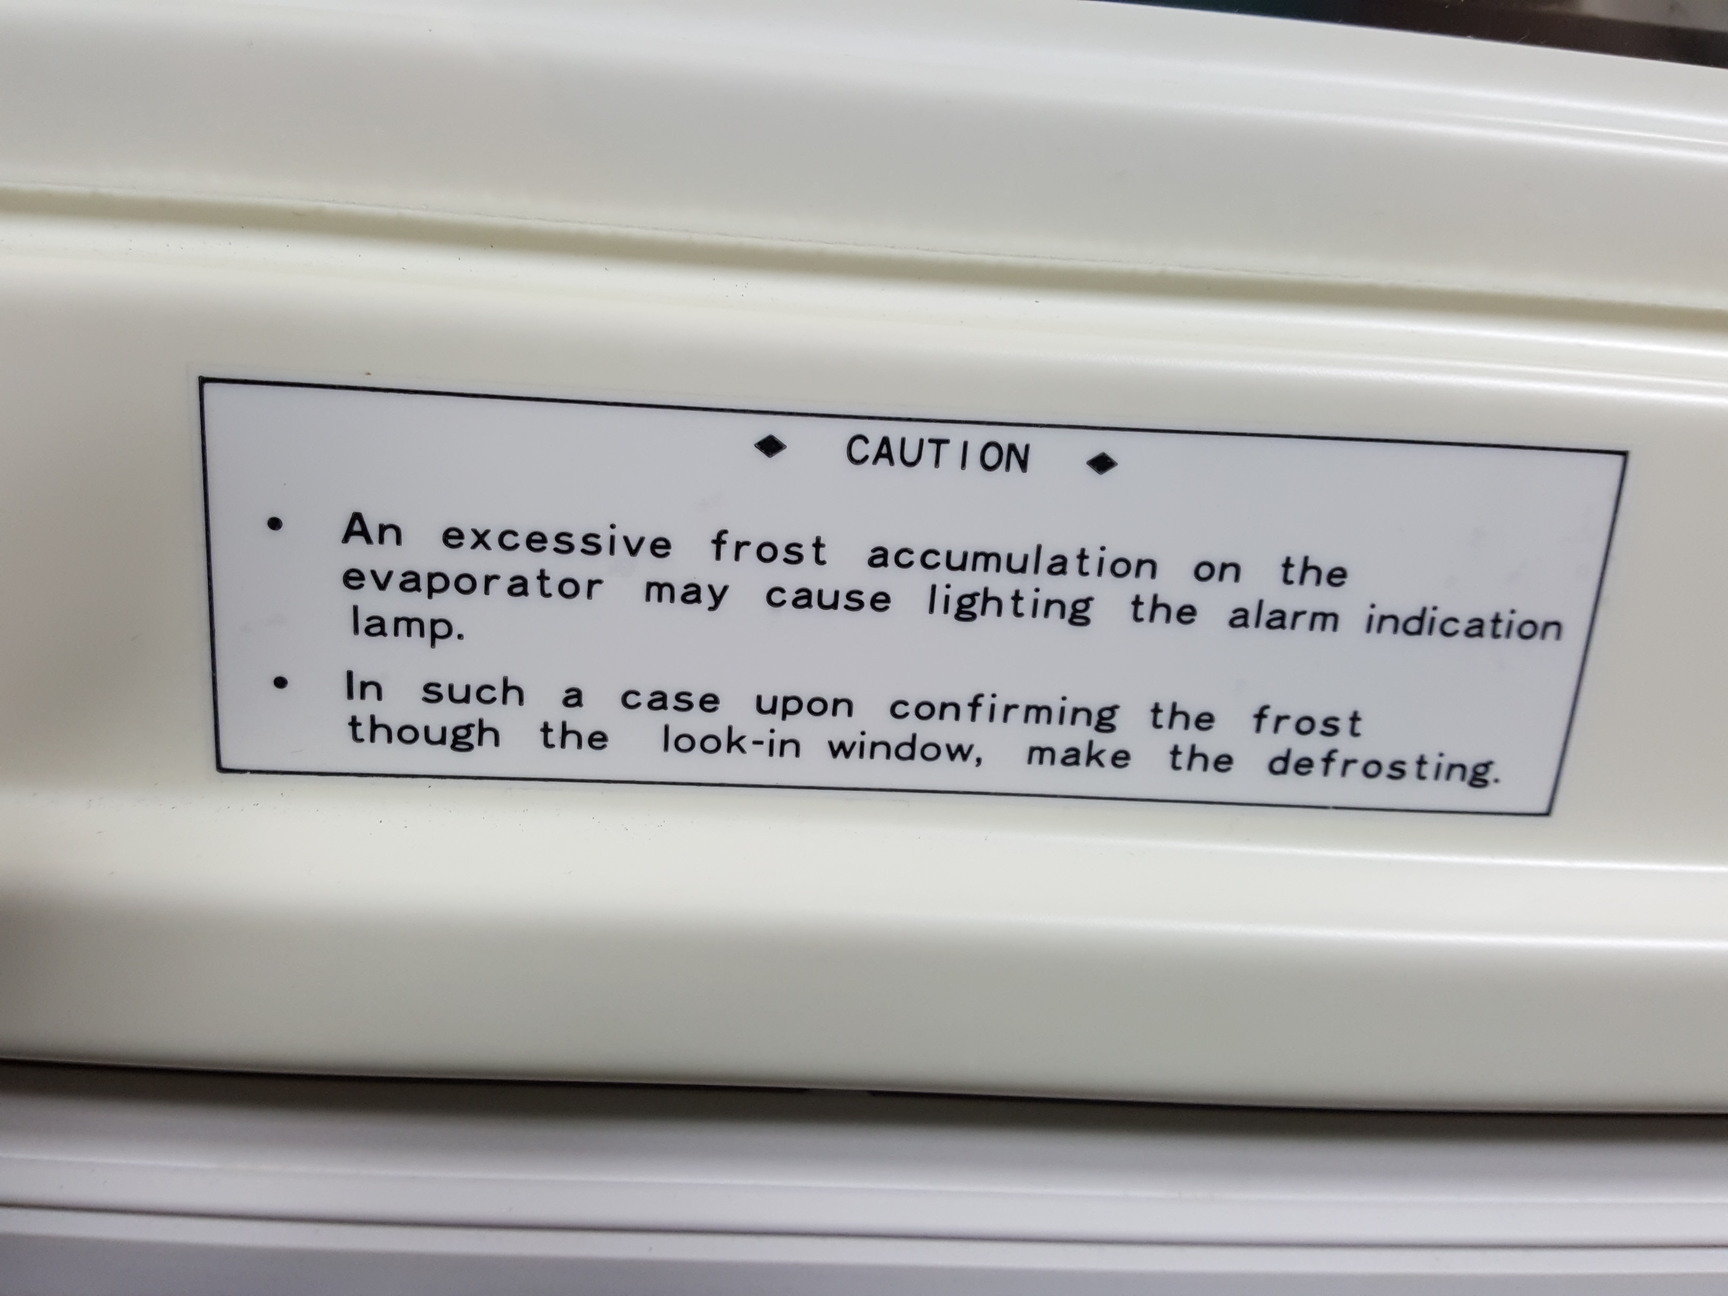 ◆ CAUTION ◆
• An excessive frost accumulation on the
evaporator may cause lighting the alarm indication
lamp.
• In such a case upon confirming the frost
though the look-in window, make the defrosting.